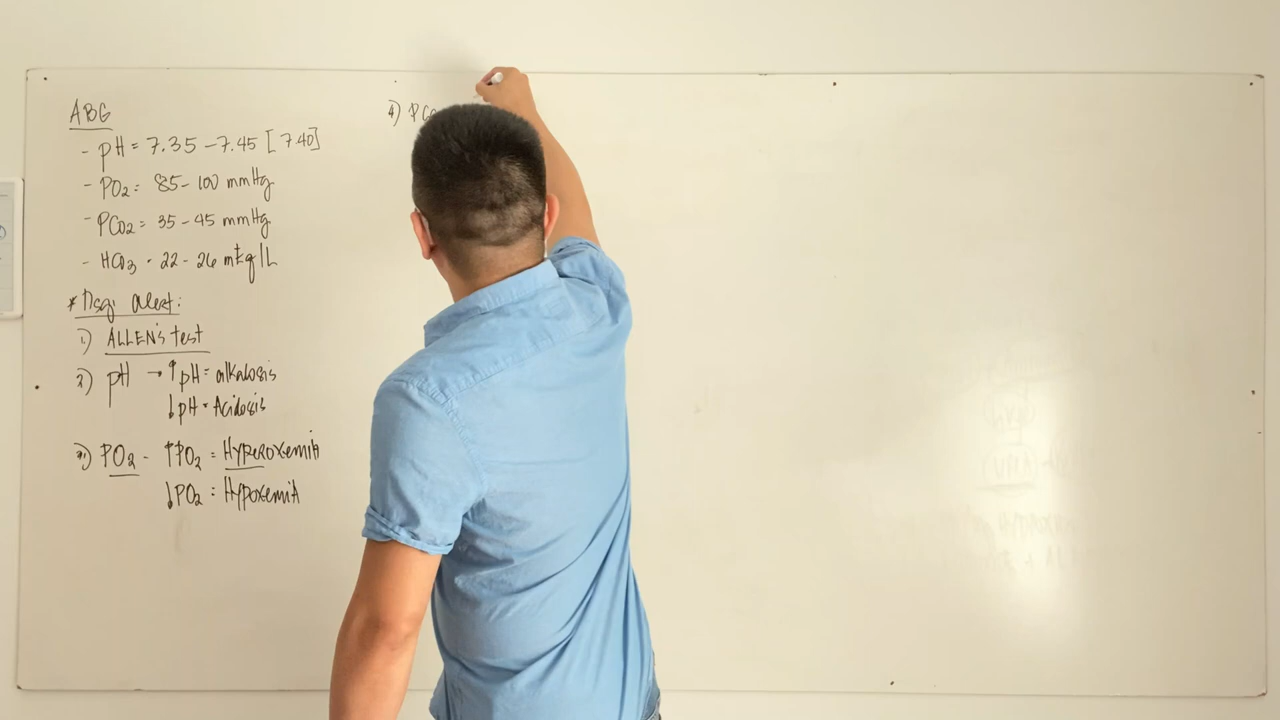 ABG
- pH = 7.35 - 7.45 [7.40]
- PO2 = 85 - 100 mmHg
- PCO2 = 35 - 45 mmHg
- HCO3 - 22 - 26 mEq/L
* alert:
1) ALLEN's test
2) pH → ↑pH = alkalosis
↓pH = Acidosis
3) PO2 - ↑PO2 = Hyperoxemia
↓PO2 = Hypoxemia
4) PCO